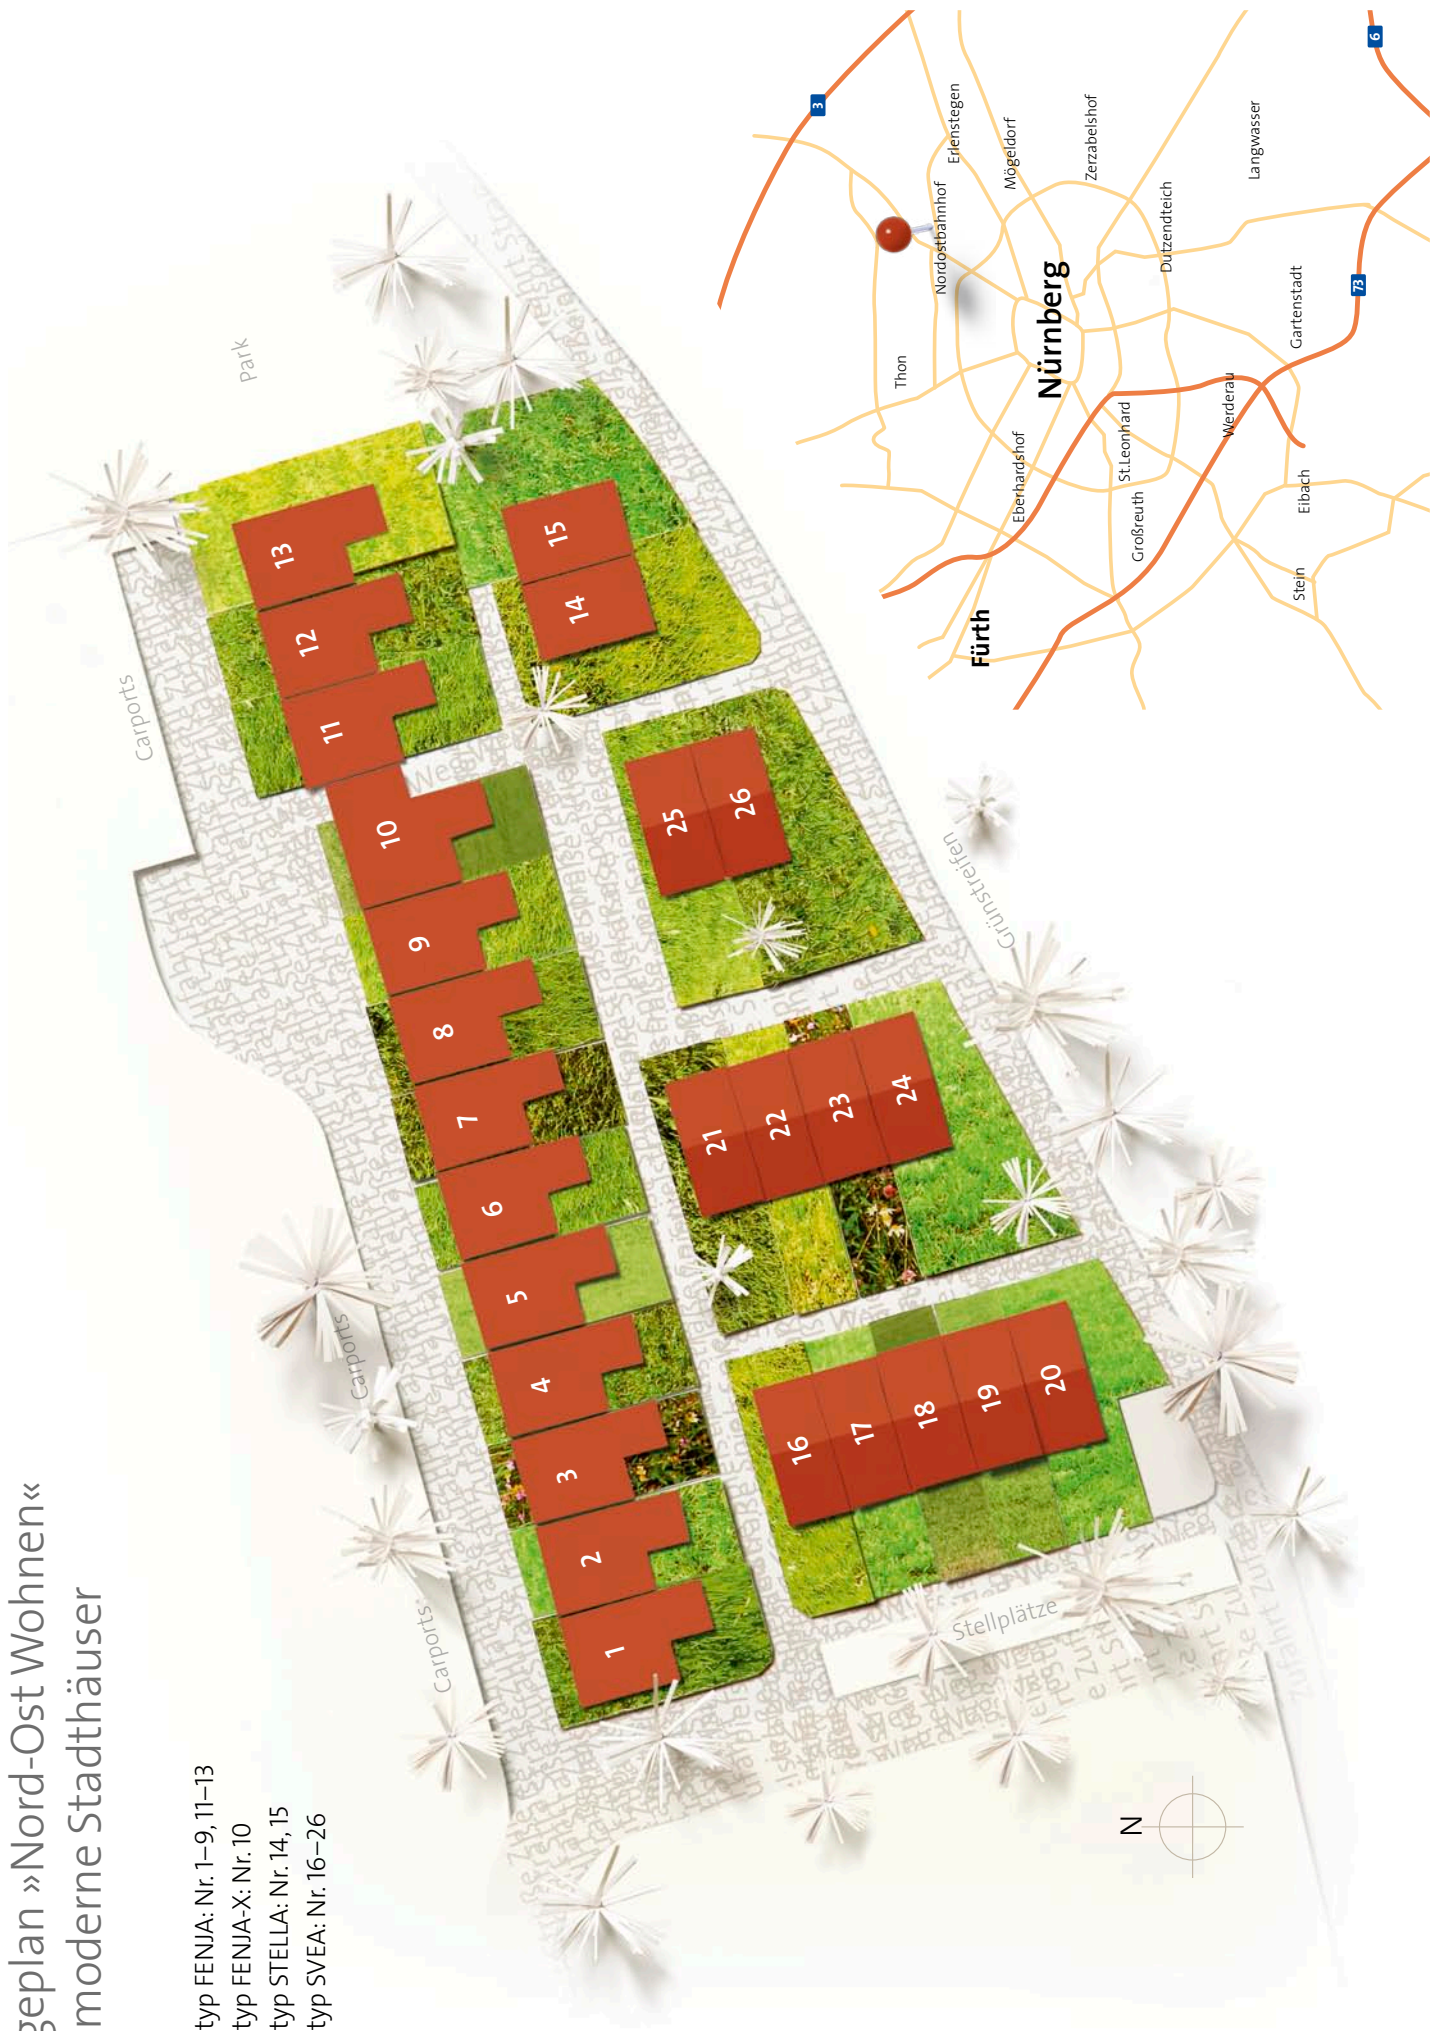 geplan »Nord-Ost Wohnen«
moderne Stadthäuser
typ FENJA: Nr. 1–9, 11–13
typ FENJA-X: Nr. 10
typ STELLA: Nr. 14, 15
typ SVEA: Nr. 16–26
Carports
Carports
Carports
Park
1
2
3
4
5
6
7
8
9
10
11
12
13
14
15
16
17
18
19
20
21
22
23
24
25
26
Weg
Stellplätze
Grünstreifen
N
3
6
73
Erlenstegen
Mögeldorf
Zerzabelshof
Langwasser
Nordostbahnhof
Dutzendteich
Thon
Nürnberg
Gartenstadt
Eberhardshof
St.Leonhard
Werderau
Großreuth
Eibach
Fürth
Stein